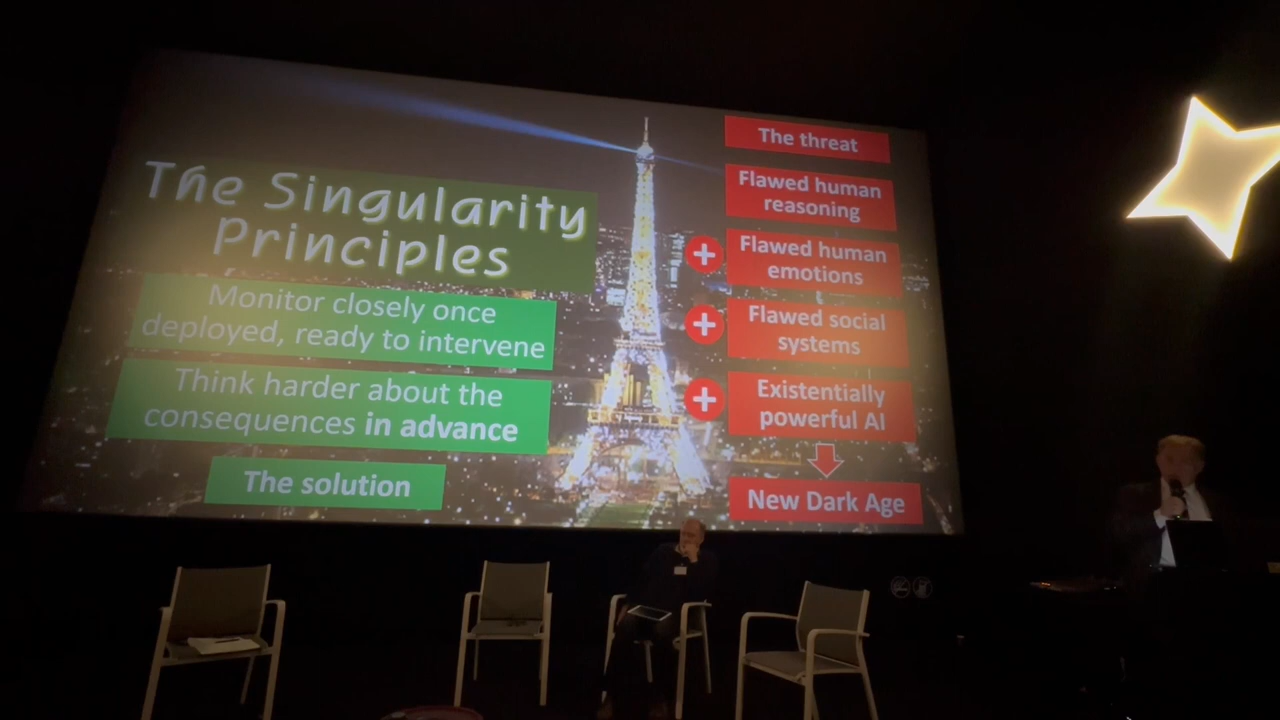 The Singularity
Principles
Monitor closely once
deployed, ready to intervene
Think harder about the
consequences in advance
The solution
The threat
Flawed human
reasoning
+
Flawed human
emotions
+
Flawed social
systems
+
Existentially
powerful AI
New Dark Age